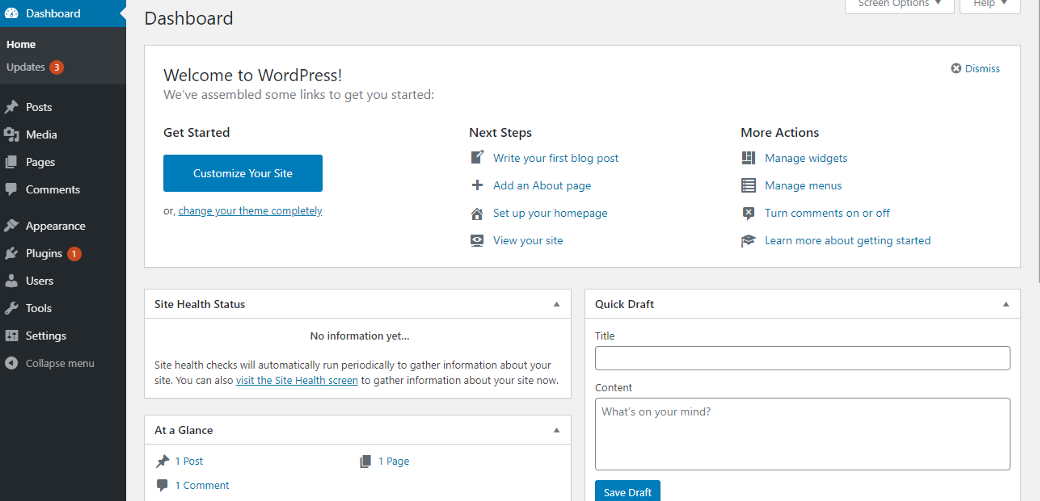 Dashboard
Home
Updates 3
Posts
Media
Pages
Comments
Appearance
Plugins 1
Users
Tools
Settings
Collapse menu
Screen Options
Help
Dashboard
Welcome to WordPress!
Dismiss
We've assembled some links to get you started:
Get Started
Customize Your Site
or, change your theme completely
Next Steps
Write your first blog post
Add an About page
Set up your homepage
View your site
More Actions
Manage widgets
Manage menus
Turn comments on or off
Learn more about getting started
Site Health Status
No information yet...
Site health checks will automatically run periodically to gather information about your
site. You can also visit the Site Health screen to gather information about your site now.
At a Glance
1 Post
1 Page
1 Comment
Quick Draft
Title
Content
What's on your mind?
Save Draft